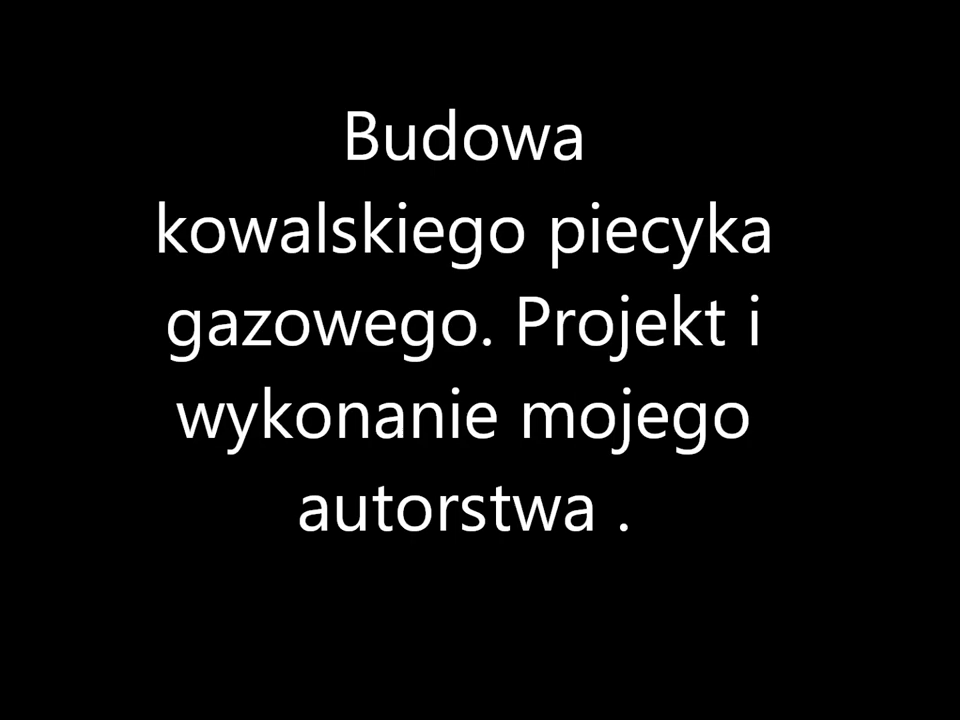 Budowa
kowalskiego piecyka
gazowego. Projekt i
wykonanie mojego
autorstwa .